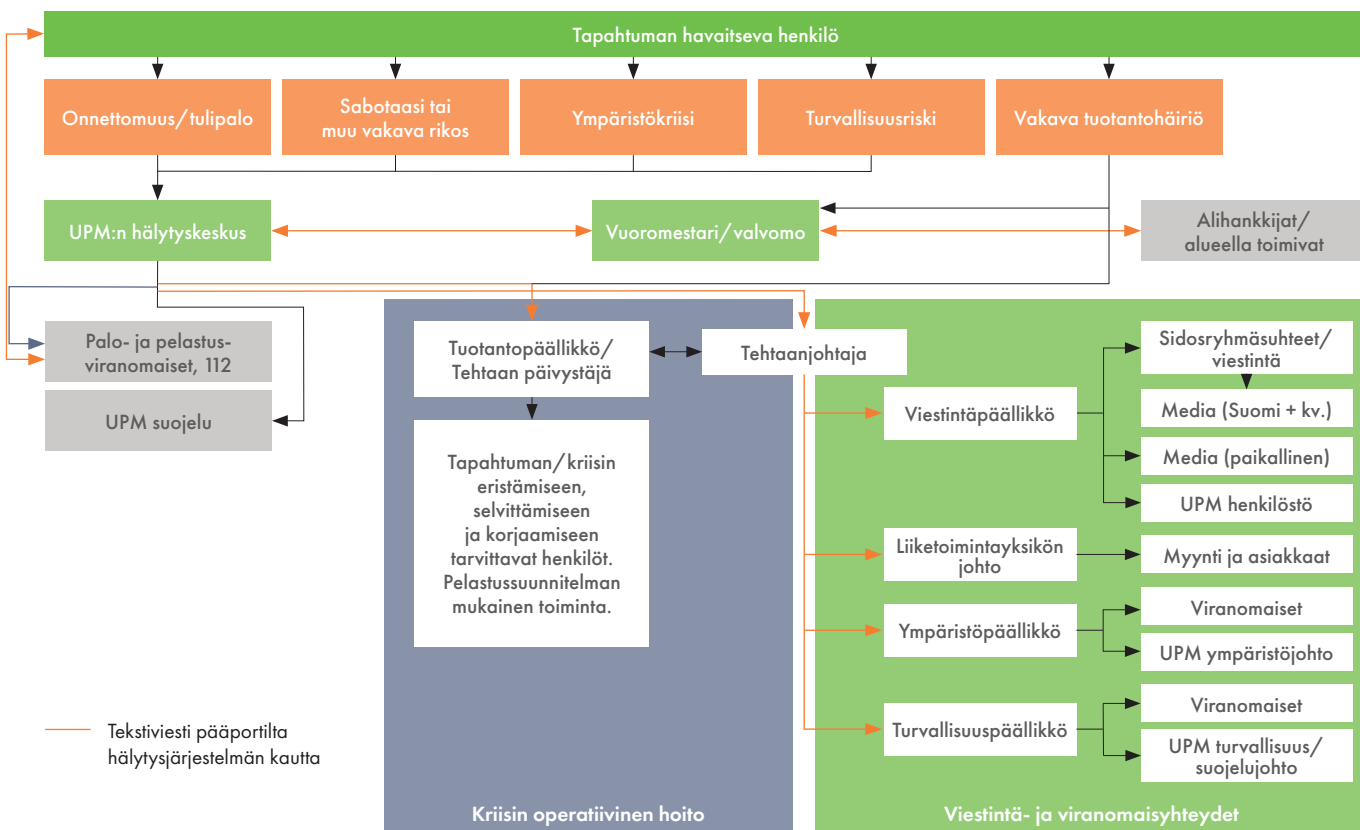 Tapahtuman havaitseva henkilö
Onnettomuus/tulipalo
Sabotaasi tai
muu vakava rikos
Ympäristökriisi
Turvallisuusriski
Vakava tuotantohäiriö
UPM:n hälytyskeskus
Vuoromestari/valvomo
Alihankkijat/
alueella toimivat
Palo- ja pelastus-
viranomaiset, 112
UPM suojelu
Tuotantopäällikkö/
Tehtaan päivystäjä
Tehtaanjohtaja
Tapahtuman/kriisin
eristämiseen,
selvittämiseen
ja korjaamiseen
tarvittavat henkilöt.
Pelastussuunnitelman
mukainen toiminta.
Viestintäpäällikkö
Sidosryhmäsuhteet/
viestintä
Media (Suomi + kv.)
Media (paikallinen)
UPM henkilöstö
Liiketoimintayksikön
johto
Myynti ja asiakkaat
Ympäristöpäällikkö
Viranomaiset
UPM ympäristöjohto
Turvallisuuspäällikkö
Viranomaiset
UPM turvallisuus/
suojelujohto
Tekstiviesti pääportilta
hälytysjärjestelmän kautta
Kriisin operatiivinen hoito
Viestintä- ja viranomaisyhteydet